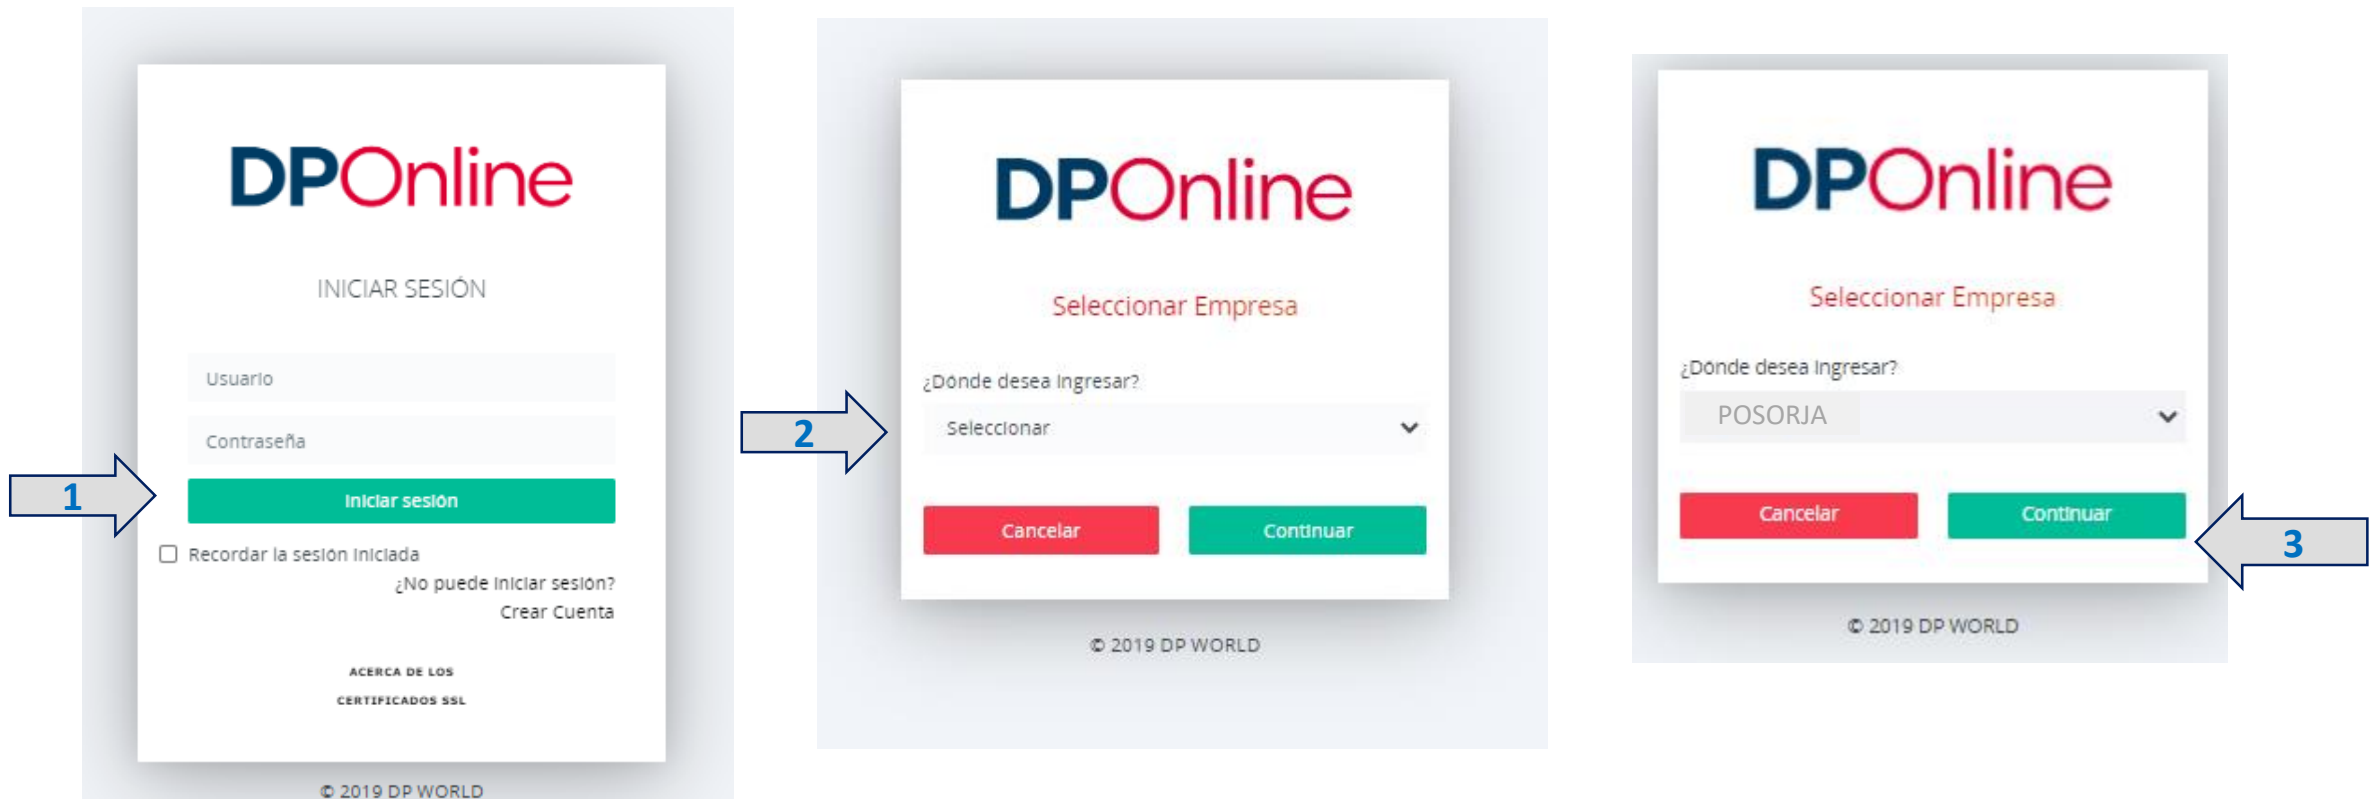 DPOnline
INICIAR SESIÓN
Usuario
Contraseña
1
Iniciar sesión
Recordar la sesión iniciada
¿No puede iniciar sesión?
Crear Cuenta
ACERCA DE LOS
CERTIFICADOS SSL
© 2019 DP WORLD
DPOnline
Seleccionar Empresa
¿Dónde desea ingresar?
2
Seleccionar
Cancelar
Continuar
© 2019 DP WORLD
DPOnline
Seleccionar Empresa
¿Dónde desea ingresar?
POSORJA
Cancelar
Continuar
3
© 2019 DP WORLD